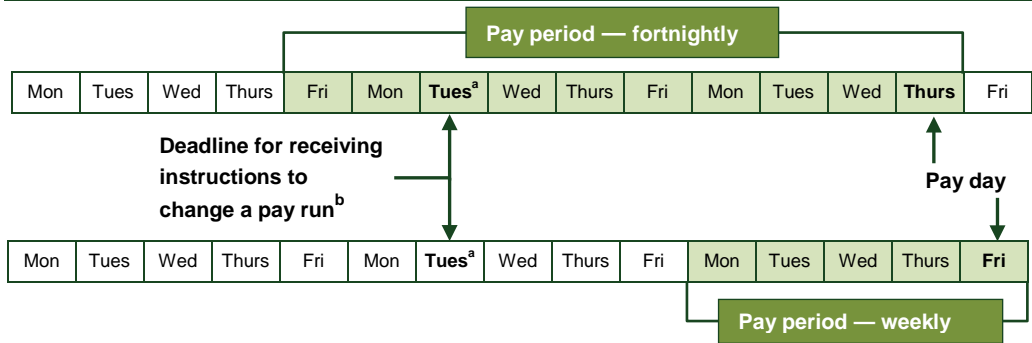 Pay period — fortnightly
Mon Tues Wed Thurs Fri Mon Tuesᵃ Wed Thurs Fri Mon Tues Wed Thurs Fri
Deadline for receiving
instructions to
change a pay runᵇ
Pay day
Mon Tues Wed Thurs Fri Mon Tuesᵃ Wed Thurs Fri Mon Tues Wed Thurs Fri
Pay period — weekly